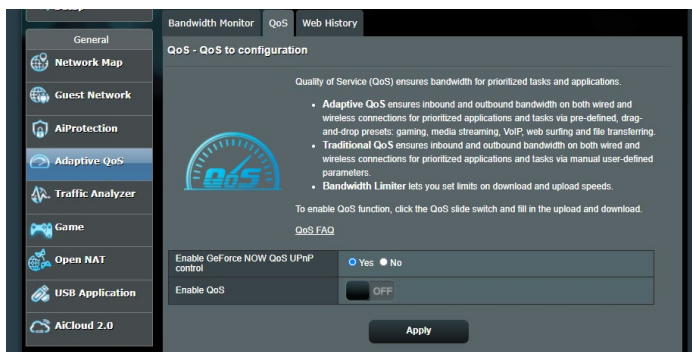 Bandwidth Monitor QoS Web History
General
QoS - QoS to configuration
Network Map
Guest Network
AiProtection
Adaptive QoS
Traffic Analyzer
Game
Open NAT
USB Application
AiCloud 2.0
QoS
Quality of Service (QoS) ensures bandwidth for prioritized tasks and applications.
• Adaptive QoS ensures inbound and outbound bandwidth on both wired and
wireless connections for prioritized applications and tasks via pre-defined, drag-
and-drop presets: gaming, media streaming, VoIP, web surfing and file transferring.
• Traditional QoS ensures inbound and outbound bandwidth on both wired and
wireless connections for prioritized applications and tasks via manual user-defined
parameters.
• Bandwidth Limiter lets you set limits on download and upload speeds.
To enable QoS function, click the QoS slide switch and fill in the upload and download.
QoS FAQ
Enable GeForce NOW QoS UPnP
control
Yes No
Enable QoS
OFF
Apply